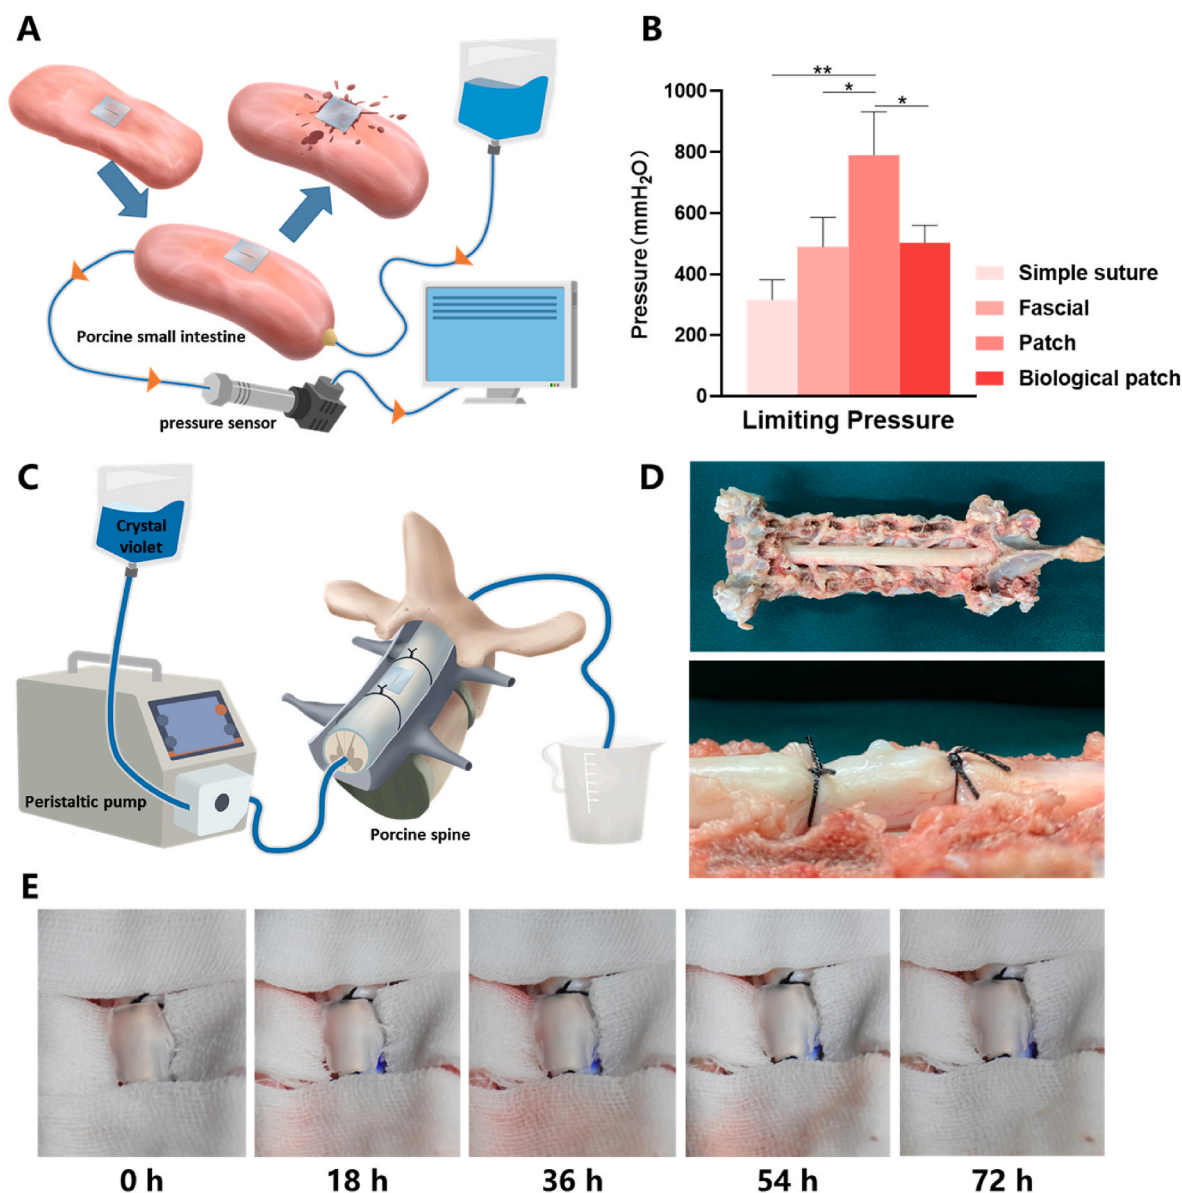 A
Porcine small intestine
pressure sensor
B
**
*
*
Pressure(mmH₂O)
1000
800
600
400
200
0
Limiting Pressure
Simple suture
Fascial
Patch
Biological patch
C
Crystal
violet
Peristaltic pump
Porcine spine
D
E
0 h
18 h
36 h
54 h
72 h